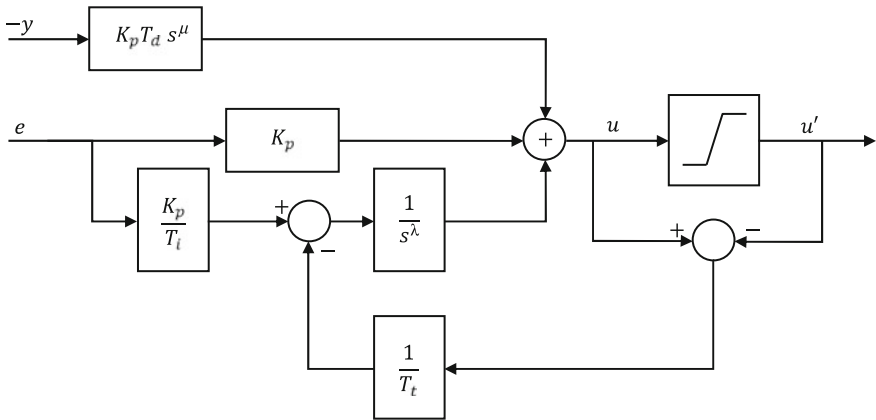 −y
K_p T_d s^μ
e
K_p
+
u
u′
K_p
T_i
+
−
1
s^λ
+
−
1
T_t